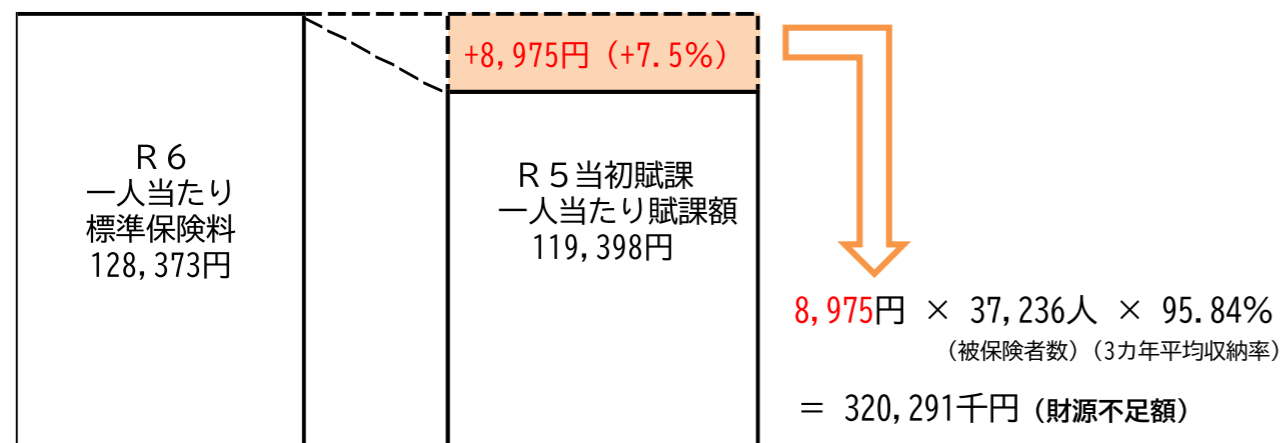 R6
一人当たり
標準保険料
128,373円
+8,975円 (+7.5%)
R5当初賦課
一人当たり賦課額
119,398円
8,975円 × 37,236人 × 95.84%
(被保険者数) (3カ年平均収納率)
= 320,291千円 (財源不足額)